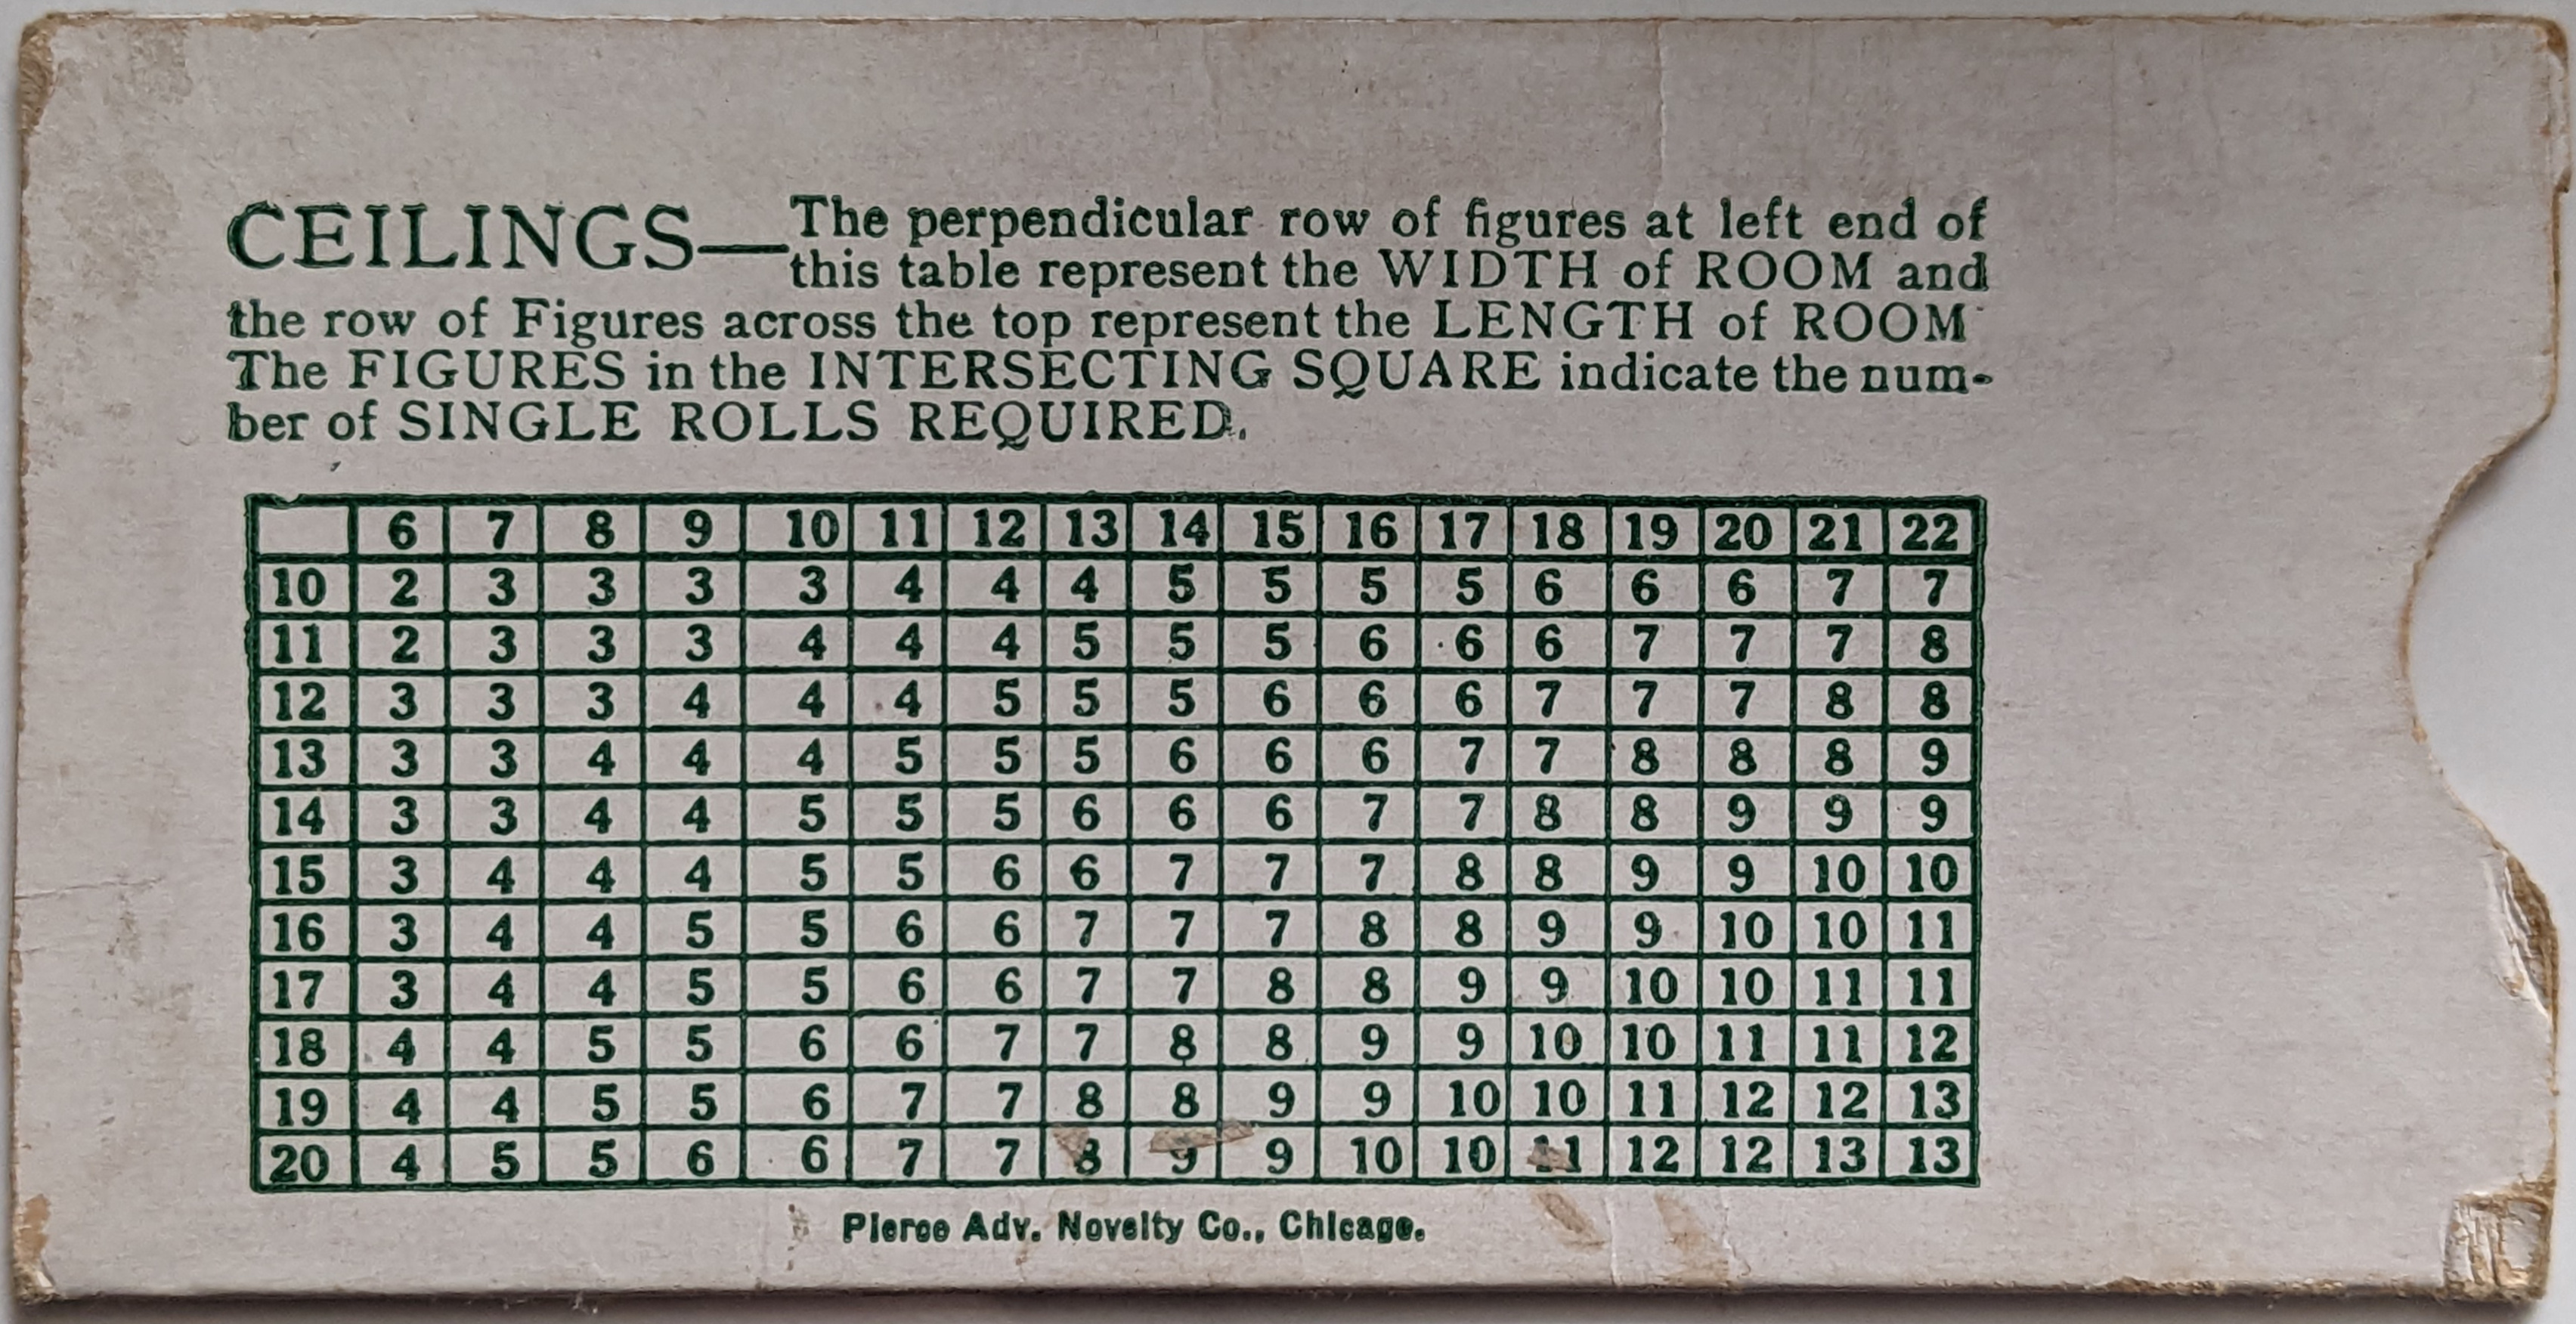 CEILINGS—The perpendicular row of figures at left end of
this table represent the WIDTH of ROOM and
the row of Figures across the top represent the LENGTH of ROOM
The FIGURES in the INTERSECTING SQUARE indicate the num-
ber of SINGLE ROLLS REQUIRED.
6 7 8 9 10 11 12 13 14 15 16 17 18 19 20 21 22
10 2 3 3 3 3 4 4 4 5 5 5 5 6 6 6 7 7
11 2 3 3 3 4 4 4 5 5 5 6 6 6 7 7 7 8
12 3 3 3 4 4 4 5 5 5 6 6 6 7 7 7 8 8
13 3 3 4 4 4 5 5 5 6 6 6 7 7 8 8 8 9
14 3 3 4 4 5 5 5 6 6 6 7 7 8 8 9 9 9
15 3 4 4 4 5 5 6 6 7 7 7 8 8 9 9 10 10
16 3 4 4 5 5 6 6 7 7 7 8 8 9 9 10 10 11
17 3 4 4 5 5 6 6 7 7 8 8 9 9 10 10 11 11
18 4 4 5 5 6 6 7 7 8 8 9 9 10 10 11 11 12
19 4 4 5 5 6 7 7 8 8 9 9 10 10 11 12 12 13
20 4 5 5 6 6 7 7 8 9 9 10 10 11 12 12 13 13
Pierce Adv. Novelty Co., Chicago.